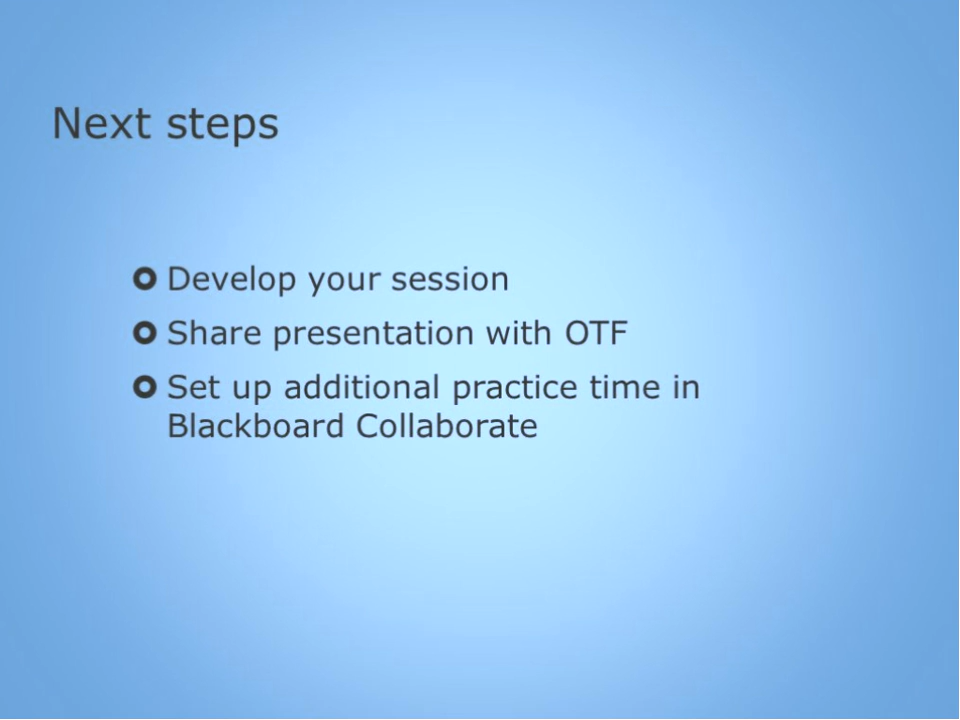 Next steps
Develop your session
Share presentation with OTF
Set up additional practice time in
Blackboard Collaborate